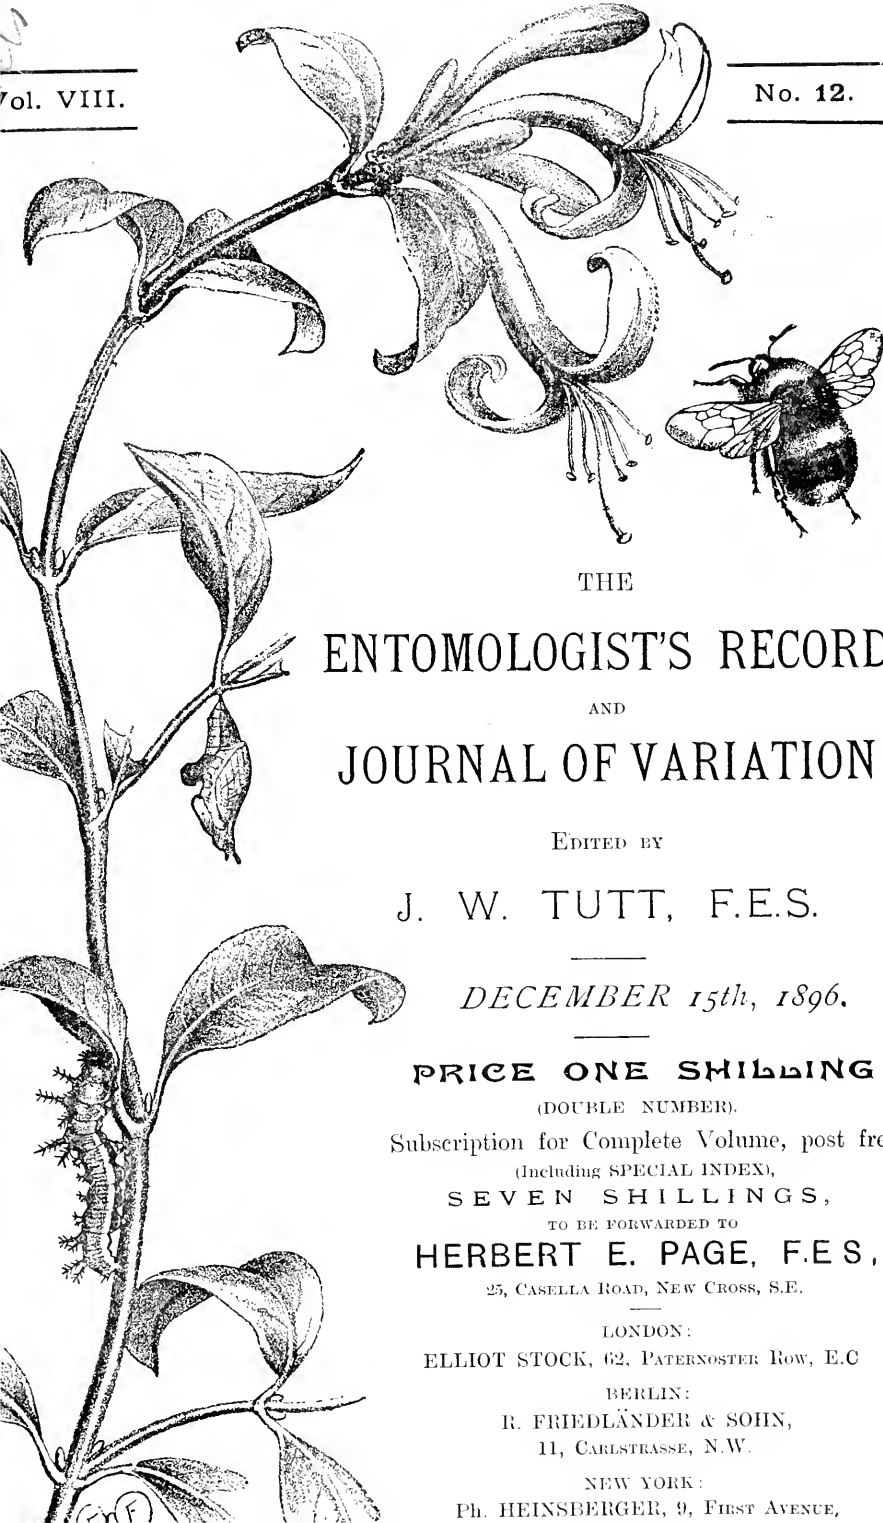 Vol. VIII.
No. 12.
THE
ENTOMOLOGIST'S RECORD
AND
JOURNAL OF VARIATION
EDITED BY
J. W. TUTT, F.E.S.
DECEMBER 15th, 1896.
PRICE ONE SHILLING
(DOUBLE NUMBER).
Subscription for Complete Volume, post fre
(Including SPECIAL INDEX),
SEVEN SHILLINGS,
TO BE FORWARDED TO
HERBERT E. PAGE, F.E S,
25, CASELLA ROAD, NEW CROSS, S.E.
LONDON:
ELLIOT STOCK, 62, PATERNOSTER ROW, E.C
BERLIN:
R. FRIEDLÄNDER & SOHN,
11, CARLSTRASSE, N.W.
NEW YORK:
Ph. HEINSBERGER, 9, FIRST AVENUE,